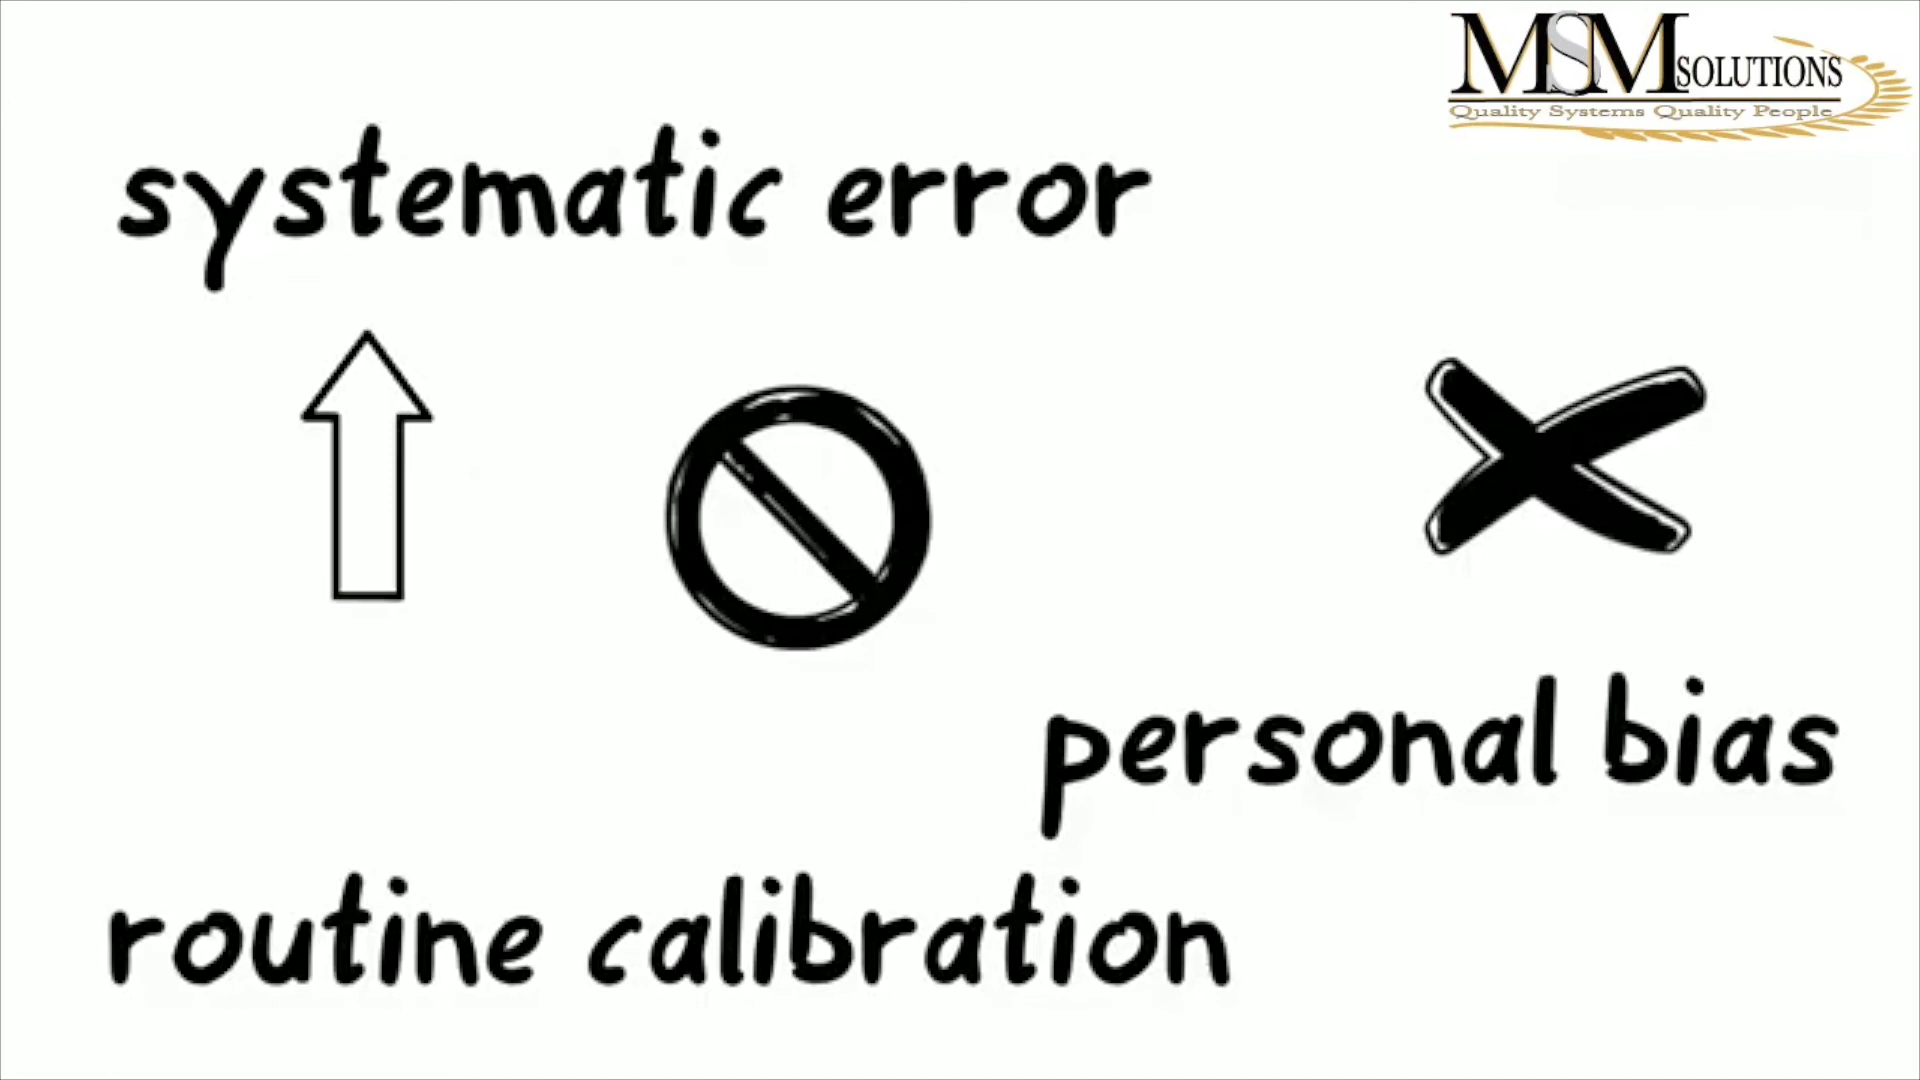 MSM SOLUTIONS
Quality Systems Quality People
systematic error
personal bias
routine calibration